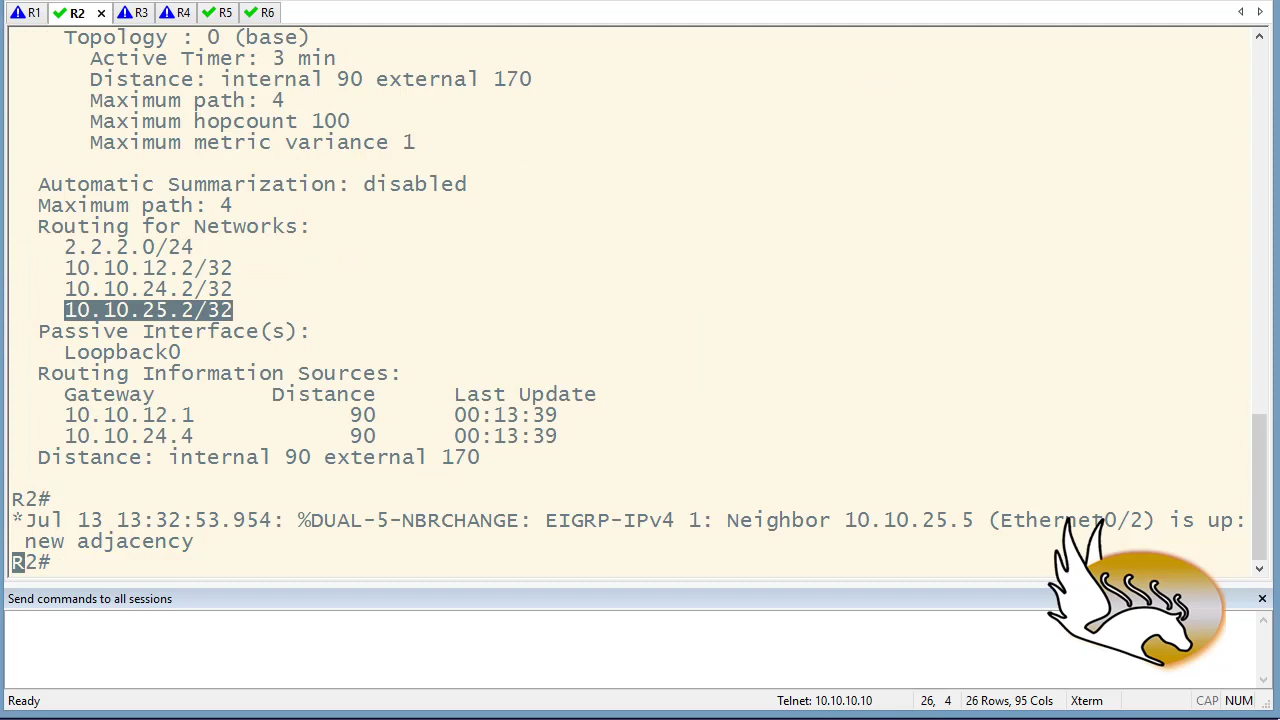 R1 R2 R3 R4 R5 R6
Topology : 0 (base)
Active Timer: 3 min
Distance: internal 90 external 170
Maximum path: 4
Maximum hopcount 100
Maximum metric variance 1
Automatic Summarization: disabled
Maximum path: 4
Routing for Networks:
2.2.2.0/24
10.10.12.2/32
10.10.24.2/32
10.10.25.2/32
Passive Interface(s):
Loopback0
Routing Information Sources:
Gateway Distance Last Update
10.10.12.1 90 00:13:39
10.10.24.4 90 00:13:39
Distance: internal 90 external 170
R2#
*Jul 13 13:32:53.954: %DUAL-5-NBRCHANGE: EIGRP-IPv4 1: Neighbor 10.10.25.5 (Ethernet0/2) is up:
new adjacency
R2#
Send commands to all sessions
Ready Telnet: 10.10.10.10 26, 4 26 Rows, 95 Cols Xterm CAP NUM